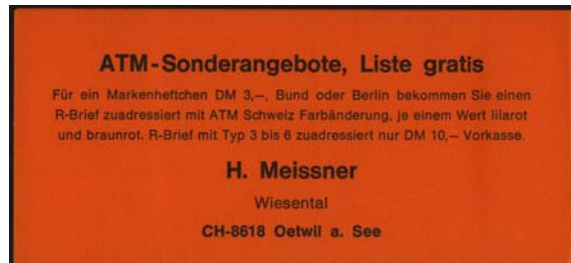 ATM-Sonderangebote, Liste gratis
Für ein Markenheftchen DM 3,–, Bund oder Berlin bekommen Sie einen
R-Brief zuadressiert mit ATM Schweiz Farbänderung, je einem Wert lilarot
und braunrot. R-Brief mit Typ 3 bis 6 zuadressiert nur DM 10,– Vorkasse.
H. Meissner
Wiesental
CH-8618 Oetwil a. See